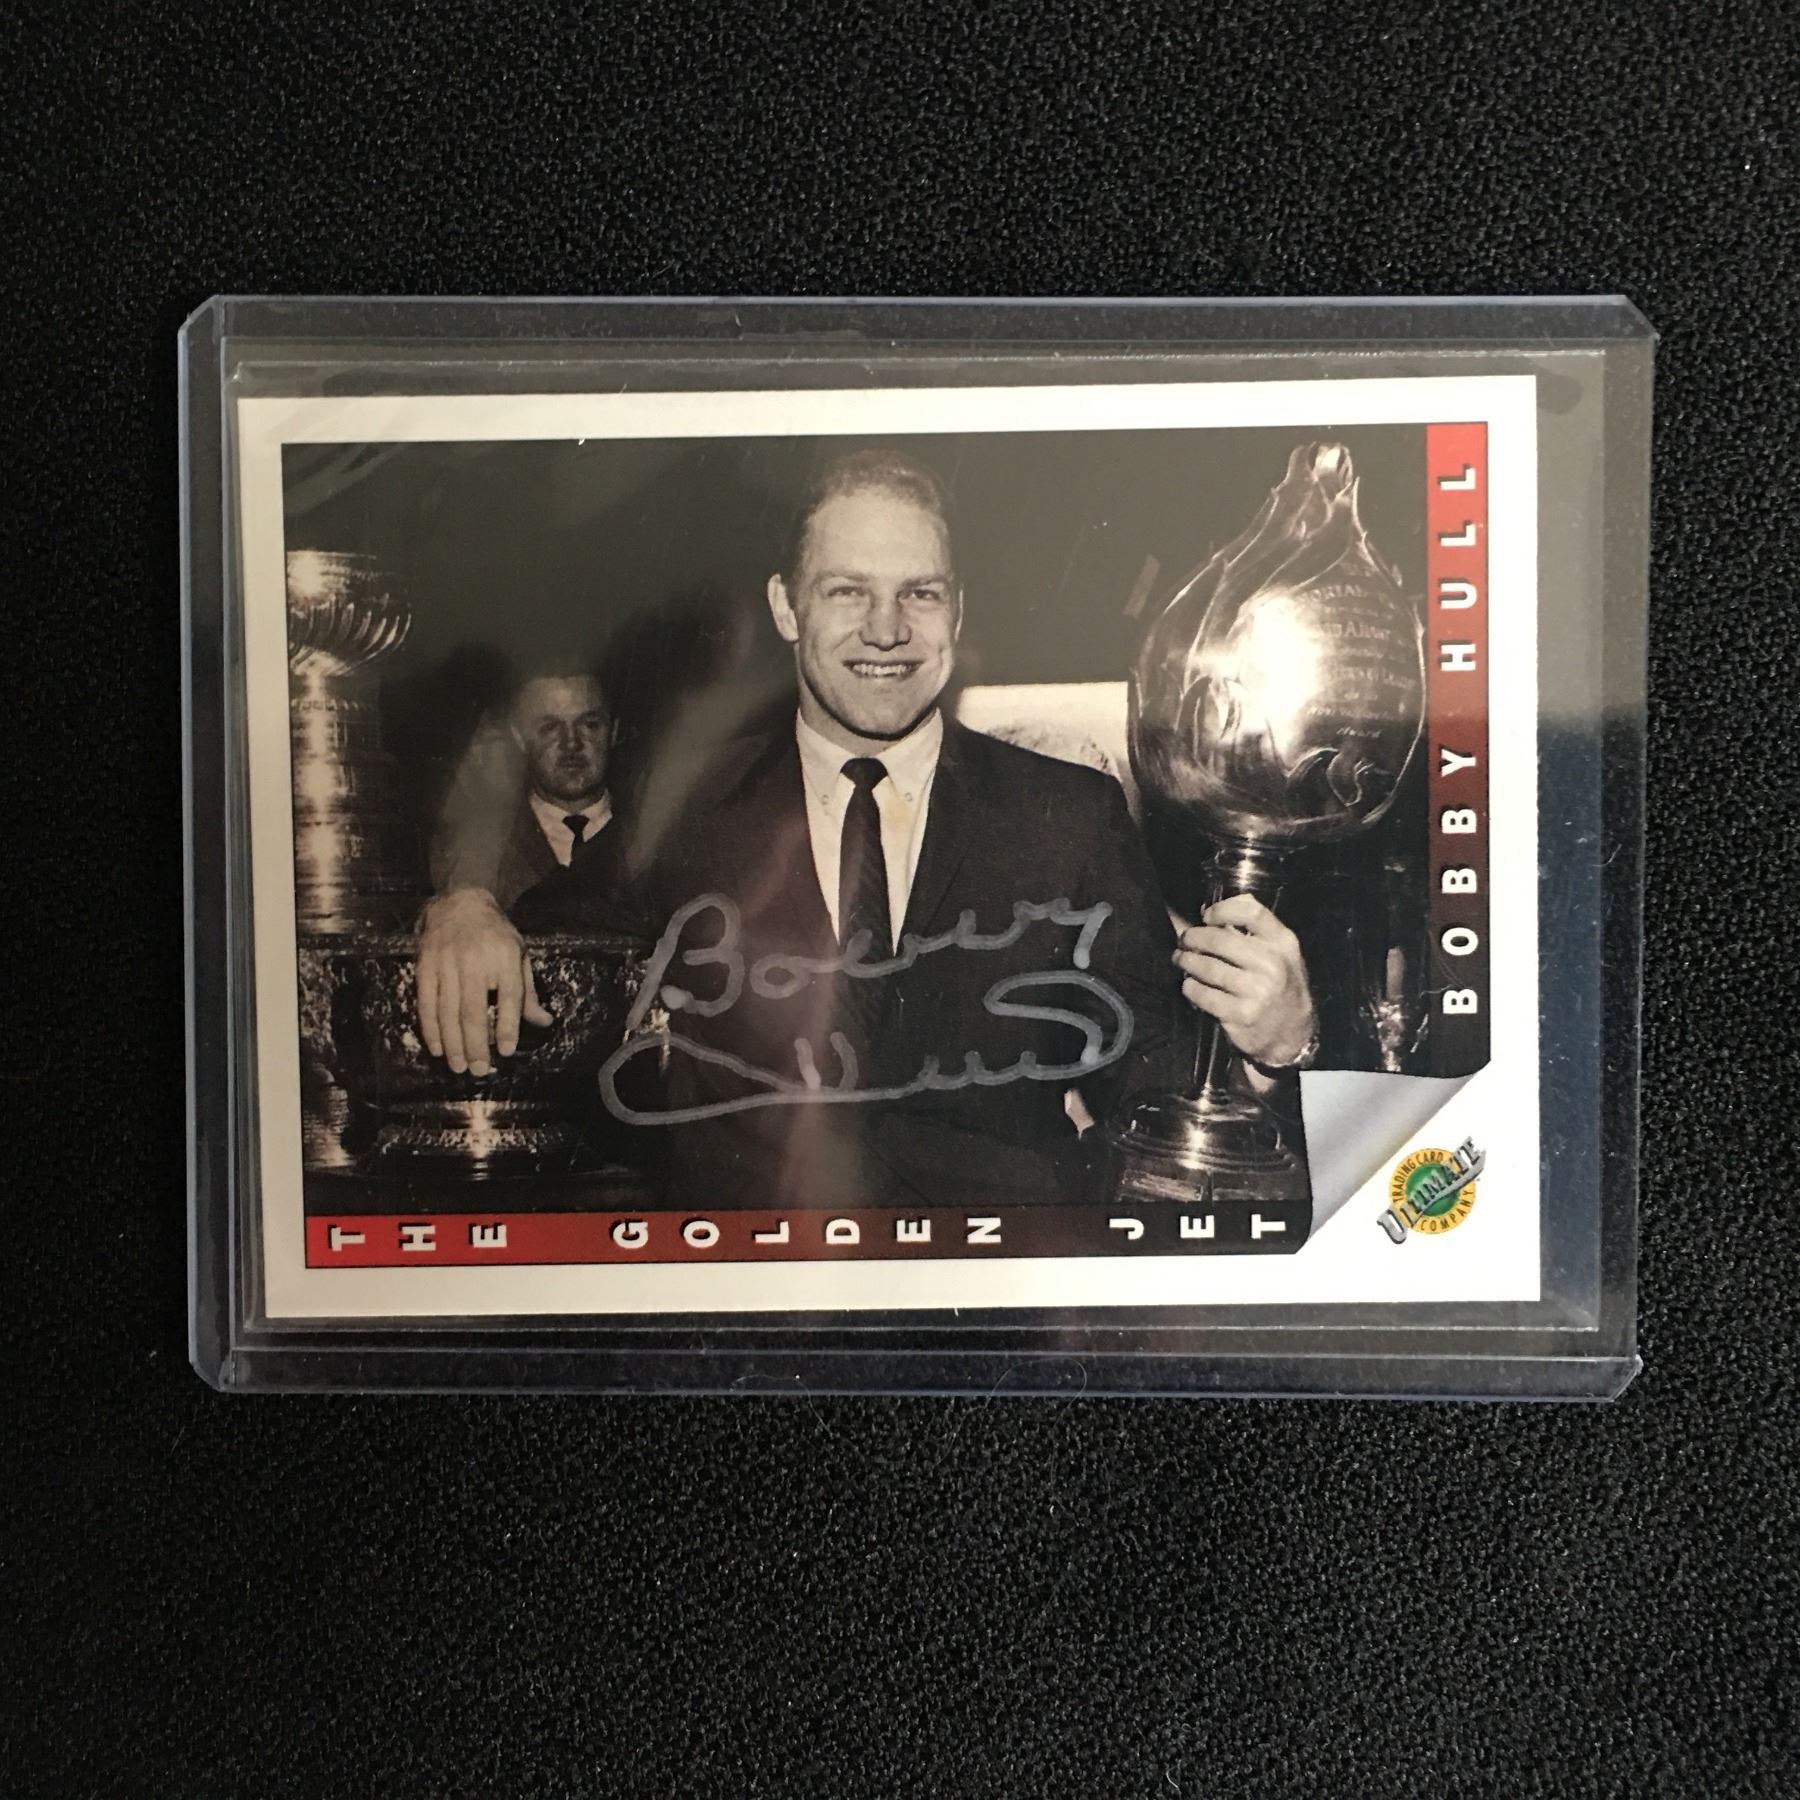 BOBBY HULL
Bobby
Hull
THE GOLDEN JET
TRADING CARD
ULTIMATE
COMPANY